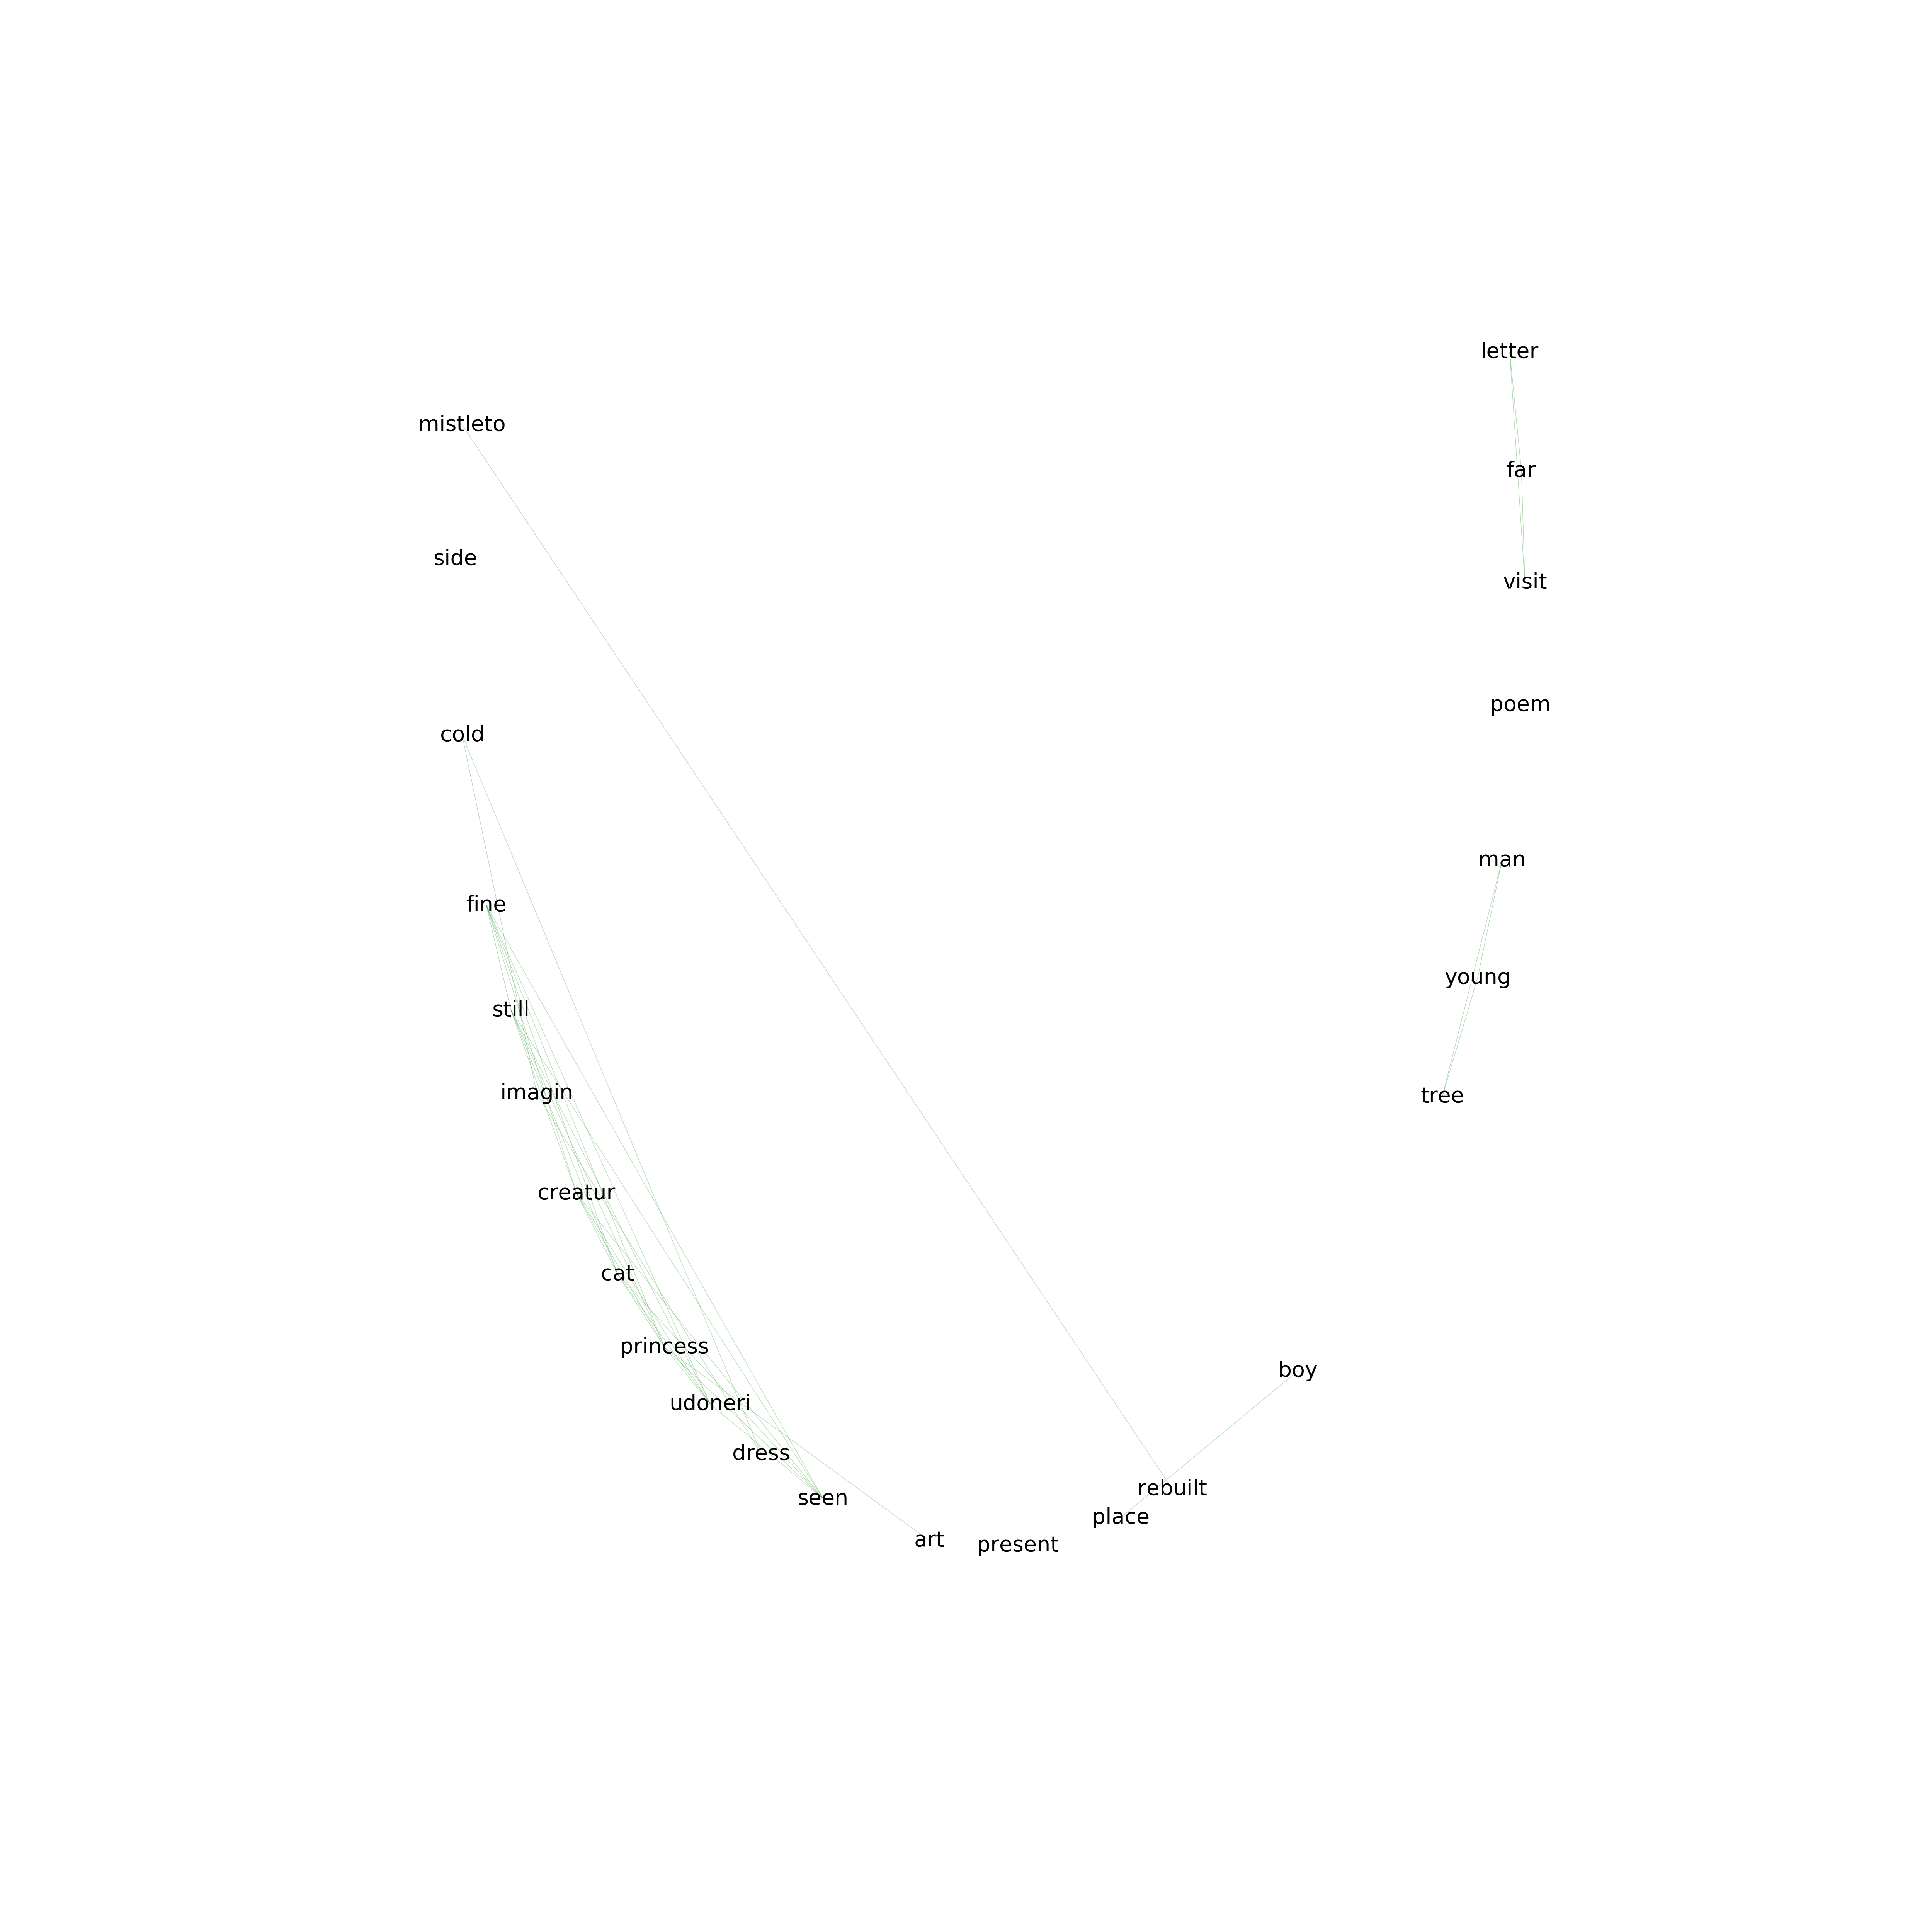 letter
mistleto
far
side
visit
poem
cold
man
fine
young
still
imagin
tree
creatur
cat
princess
boy
udoneri
dress
rebuilt
seen
place
art
present